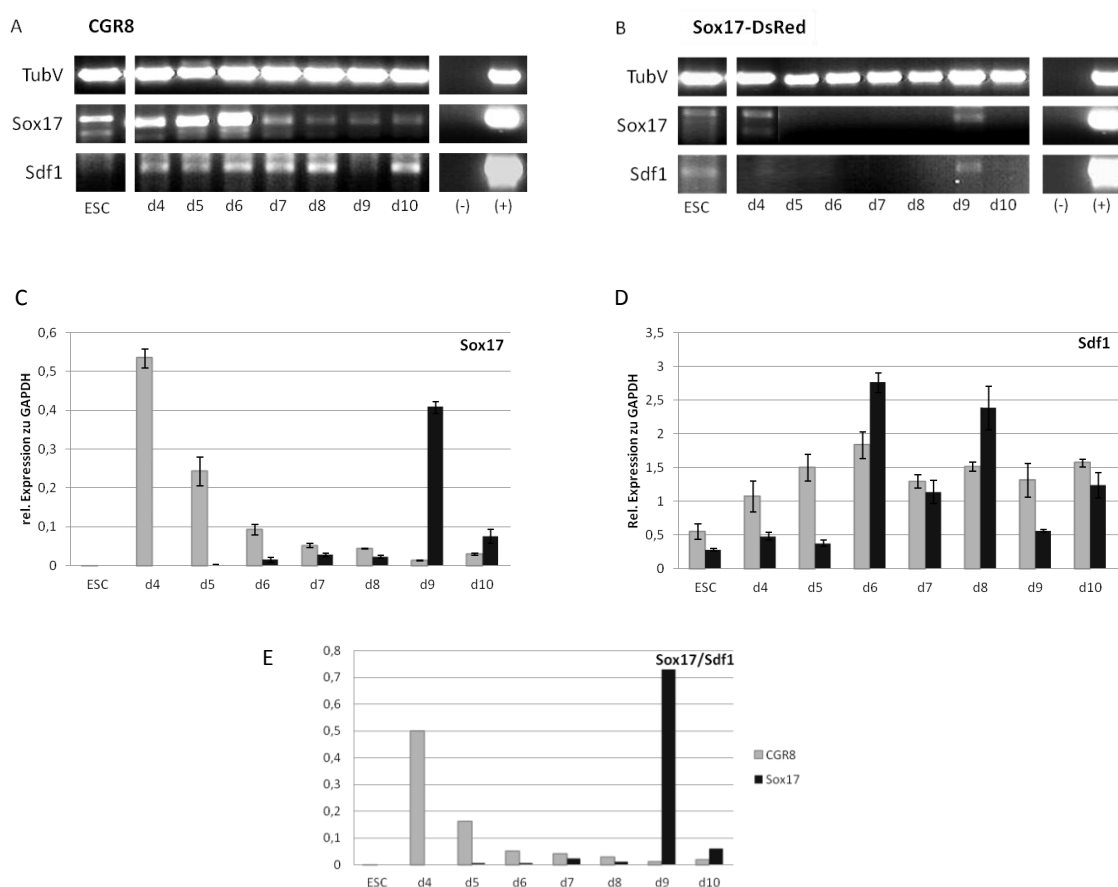 A CGR8
TubV
Sox17
Sdf1
ESC d4 d5 d6 d7 d8 d9 d10 (-) (+)
B Sox17-DsRed
TubV
Sox17
Sdf1
ESC d4 d5 d6 d7 d8 d9 d10 (-) (+)
C
Sox17
rel. Expression zu GAPDH
0,6
0,5
0,4
0,3
0,2
0,1
0
ESC d4 d5 d6 d7 d8 d9 d10
D
Sdf1
Rel. Expression zu GAPDH
3,5
3
2,5
2
1,5
1
0,5
0
ESC d4 d5 d6 d7 d8 d9 d10
E
Sox17/Sdf1
0,8
0,7
0,6
0,5
0,4
0,3
0,2
0,1
0
ESC d4 d5 d6 d7 d8 d9 d10
CGR8
Sox17